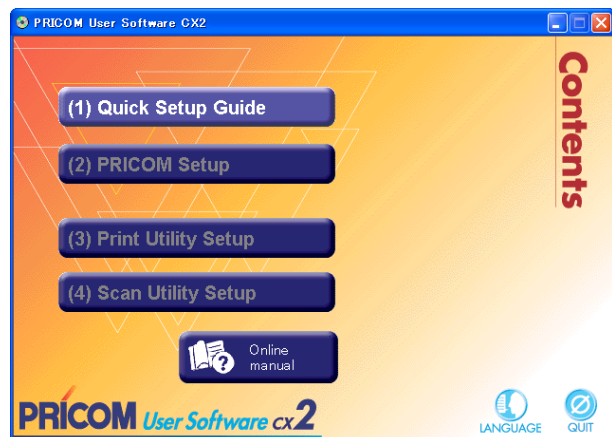 PRICOM User Software CX2
Contents
(1) Quick Setup Guide
(2) PRICOM Setup
(3) Print Utility Setup
(4) Scan Utility Setup
Online
manual
PRICOM User Software CX2
LANGUAGE
QUIT